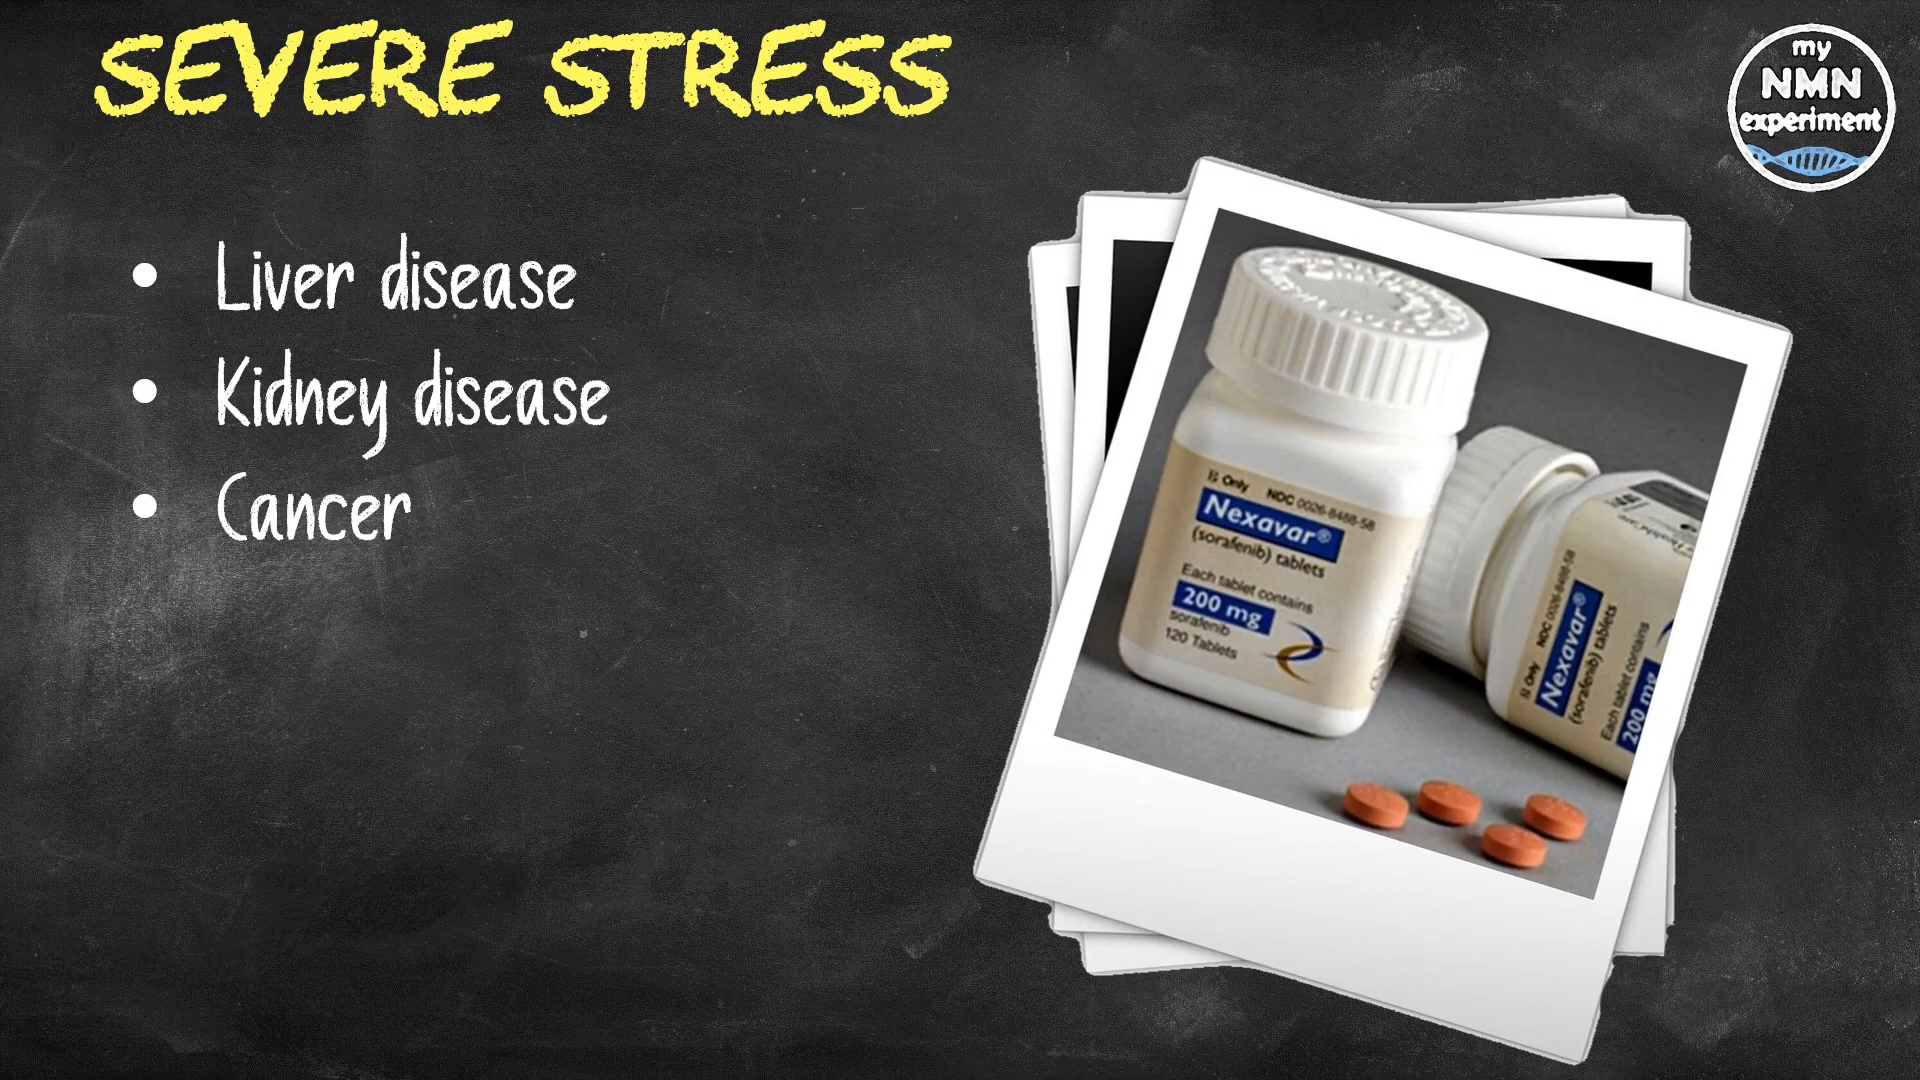 SEVERE STRESS
my
NMN
experiment
• Liver disease
• Kidney disease
• Cancer
℞ Only NDC 0026-8488-58
Nexavar®
(sorafenib) tablets
Each tablet contains
200 mg
sorafenib
120 Tablets
℞ Only NDC 0026-8488-58
Nexavar®
(sorafenib) tablets
Each tablet contains
200 mg